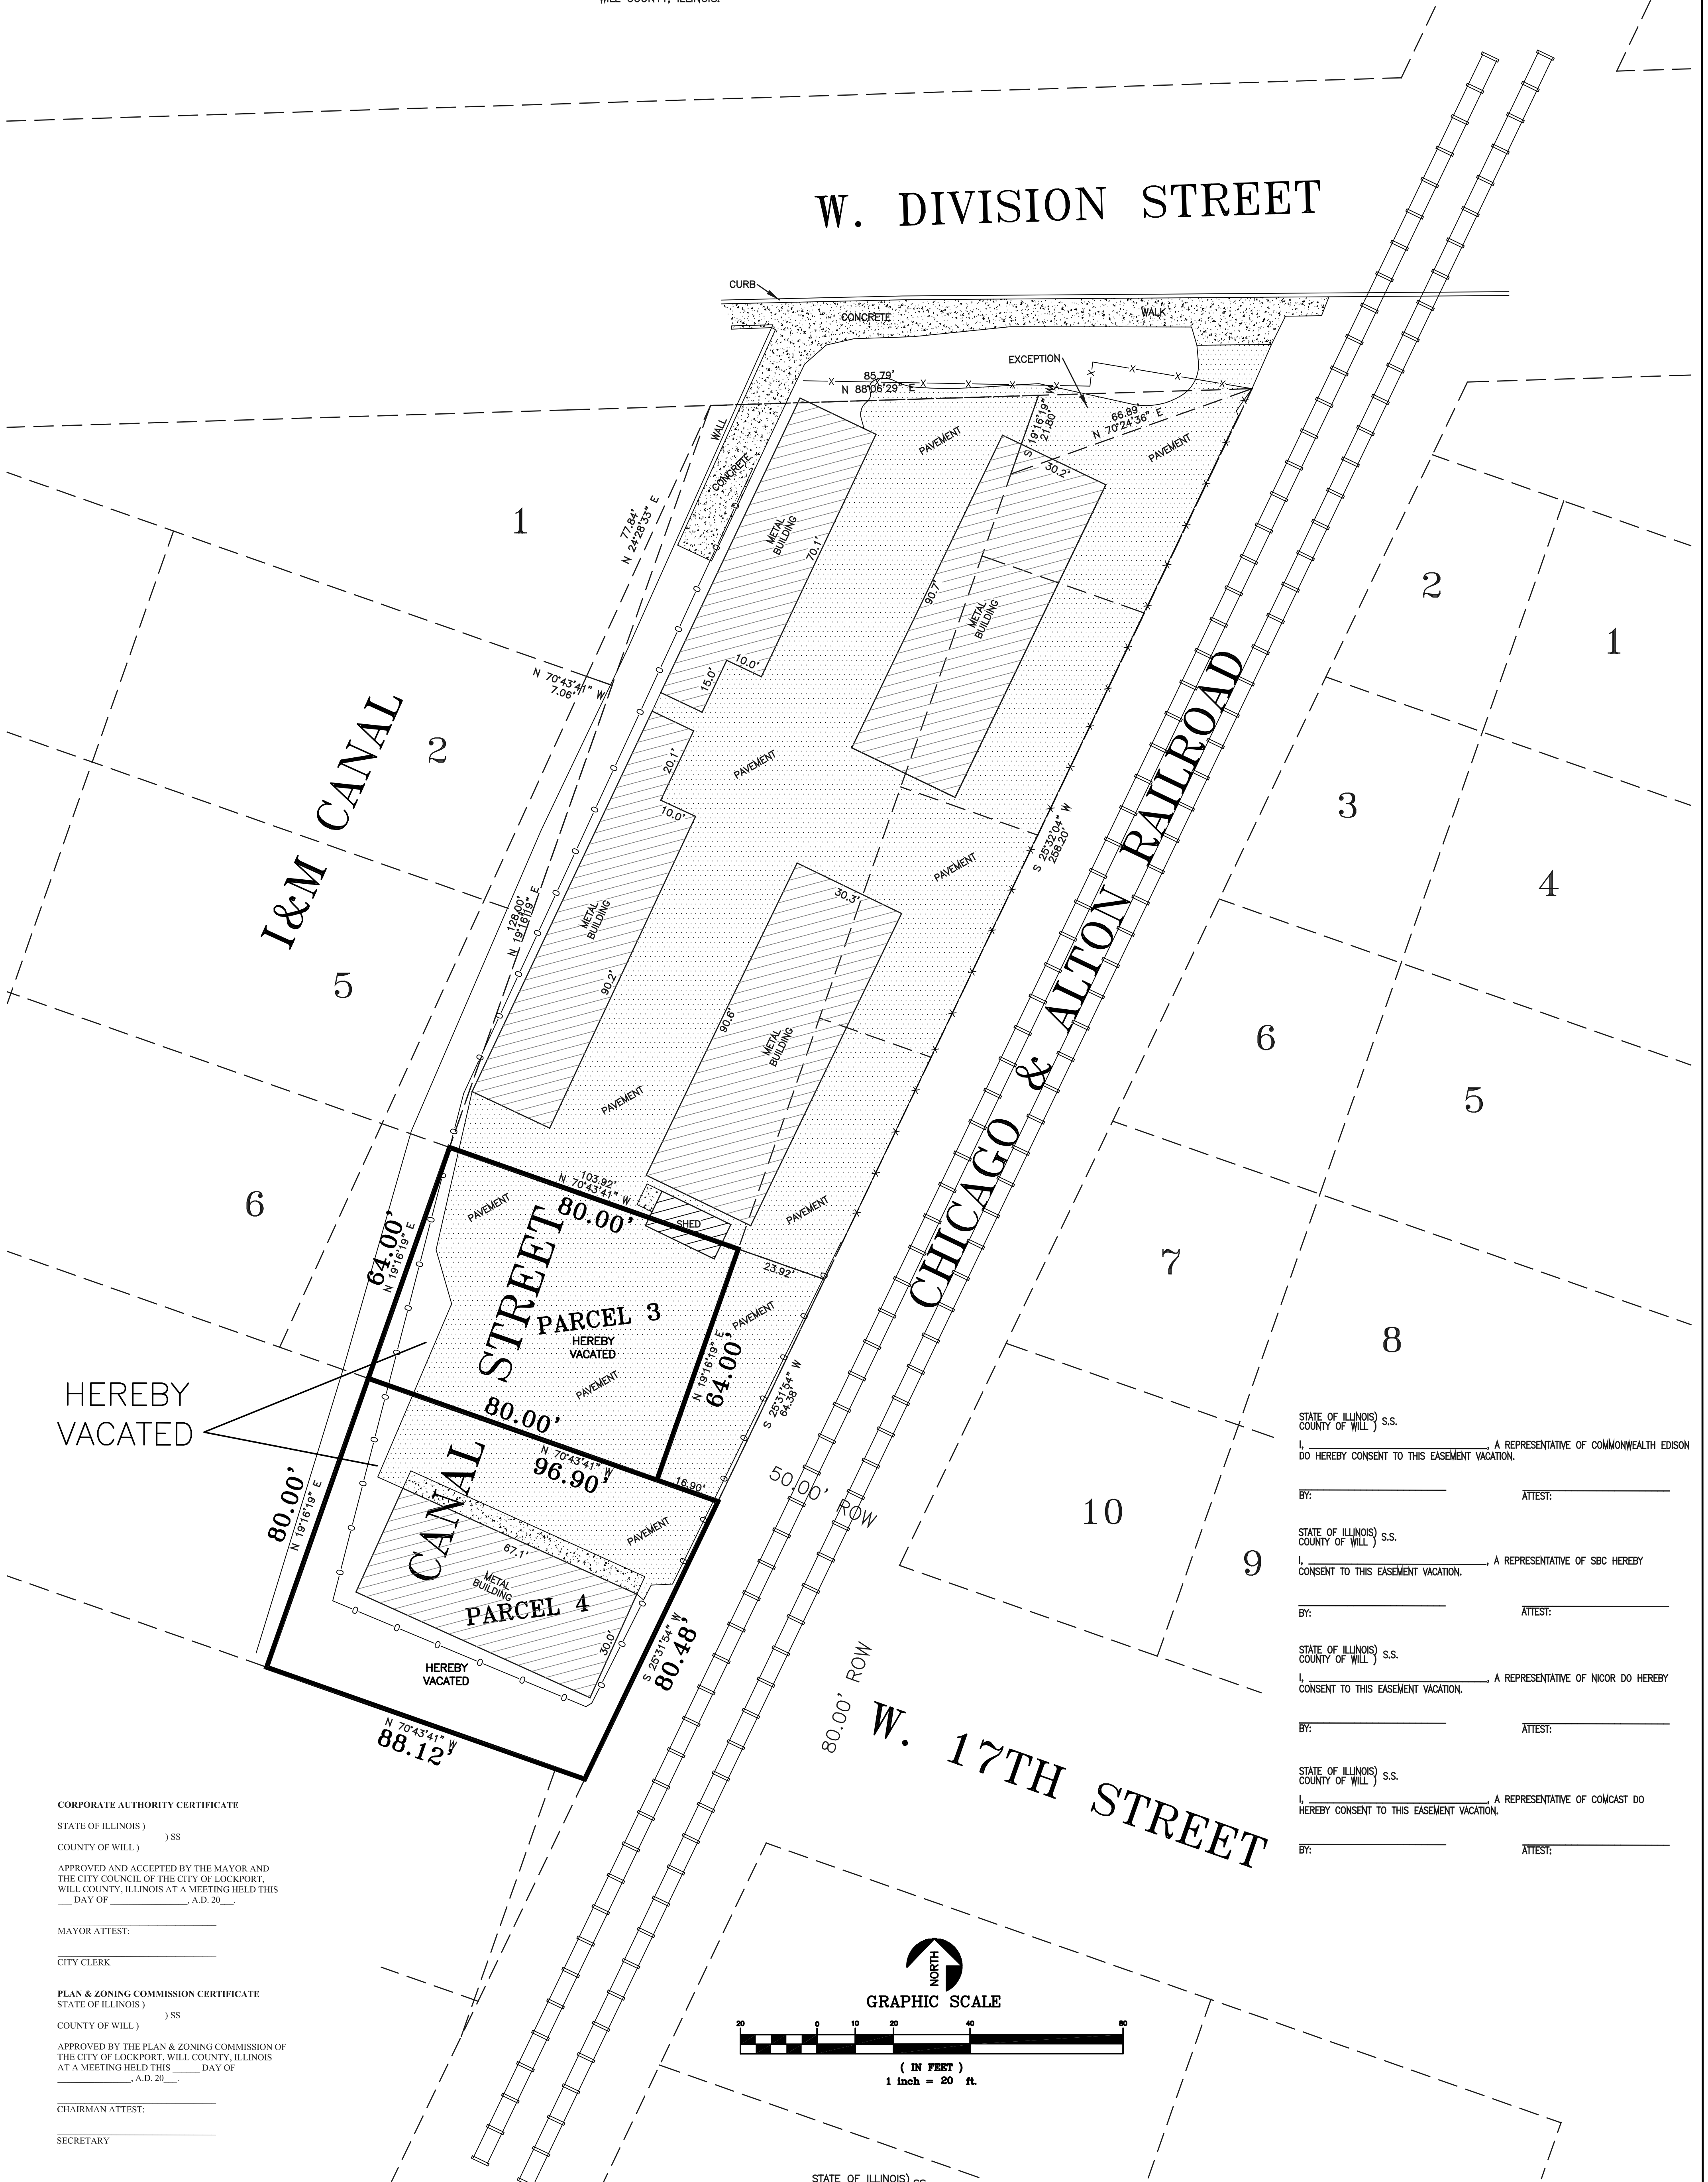 WILL COUNTY, ILLINOIS.
W. DIVISION STREET
CURB
CONCRETE
WALK
EXCEPTION
85.79'
N 88°06'29" E
S 19°16'19" W
21.80'
66.89'
N 70°24'36" E
WALL
CONCRETE
PAVEMENT
PAVEMENT
30.2'
1
77.84'
N 24°28'33" E
METAL
BUILDING
70.1'
90.7'
METAL
BUILDING
2
1
10.0'
15.0'
N 70°43'41" W
7.06'
I&M CANAL
2
20.1'
PAVEMENT
10.0'
3
S 25°32'04" W
258.20'
PAVEMENT
CHICAGO & ALTON RAILROAD
4
30.3'
128.00'
N 19°16'19" E
METAL
BUILDING
5
90.2'
90.6'
METAL
BUILDING
6
5
PAVEMENT
6
103.92'
N 70°43'41" W
80.00'
PAVEMENT
SHED
PAVEMENT
64.00'
N 19°16'19" E
CANAL STREET
23.92'
7
PARCEL 3
HEREBY
VACATED
PAVEMENT
N 19°16'19" E
64.00'
8
PAVEMENT
S 25°31'54" W
64.38'
HEREBY
VACATED
80.00'
N 70°43'41" W
96.90'
16.90'
50.00' ROW
10
9
80.00'
N 19°16'19" E
PAVEMENT
67.1'
METAL
BUILDING
PARCEL 4
30.0'
S 25°31'54" W
80.48'
HEREBY
VACATED
N 70°43'41" W
88.12'
80.00' ROW
W. 17TH STREET
STATE OF ILLINOIS)
COUNTY OF WILL ) S.S.
I, ____________________, A REPRESENTATIVE OF COMMONWEALTH EDISON
DO HEREBY CONSENT TO THIS EASEMENT VACATION.
BY: ATTEST:
STATE OF ILLINOIS)
COUNTY OF WILL ) S.S.
I, ____________________, A REPRESENTATIVE OF SBC HEREBY
CONSENT TO THIS EASEMENT VACATION.
BY: ATTEST:
STATE OF ILLINOIS)
COUNTY OF WILL ) S.S.
I, ____________________, A REPRESENTATIVE OF NICOR DO HEREBY
CONSENT TO THIS EASEMENT VACATION.
BY: ATTEST:
STATE OF ILLINOIS)
COUNTY OF WILL ) S.S.
I, ____________________, A REPRESENTATIVE OF COMCAST DO
HEREBY CONSENT TO THIS EASEMENT VACATION.
BY: ATTEST:
CORPORATE AUTHORITY CERTIFICATE
STATE OF ILLINOIS )
) SS
COUNTY OF WILL )
APPROVED AND ACCEPTED BY THE MAYOR AND
THE CITY COUNCIL OF THE CITY OF LOCKPORT,
WILL COUNTY, ILLINOIS AT A MEETING HELD THIS
___ DAY OF _________________, A.D. 20___.
MAYOR ATTEST:
CITY CLERK
PLAN & ZONING COMMISSION CERTIFICATE
STATE OF ILLINOIS )
) SS
COUNTY OF WILL )
APPROVED BY THE PLAN & ZONING COMMISSION OF
THE CITY OF LOCKPORT, WILL COUNTY, ILLINOIS
AT A MEETING HELD THIS ______ DAY OF
________________, A.D. 20___.
CHAIRMAN ATTEST:
SECRETARY
NORTH
GRAPHIC SCALE
20 0 10 20 40 80
( IN FEET )
1 inch = 20 ft.
STATE OF ILLINOIS) SS